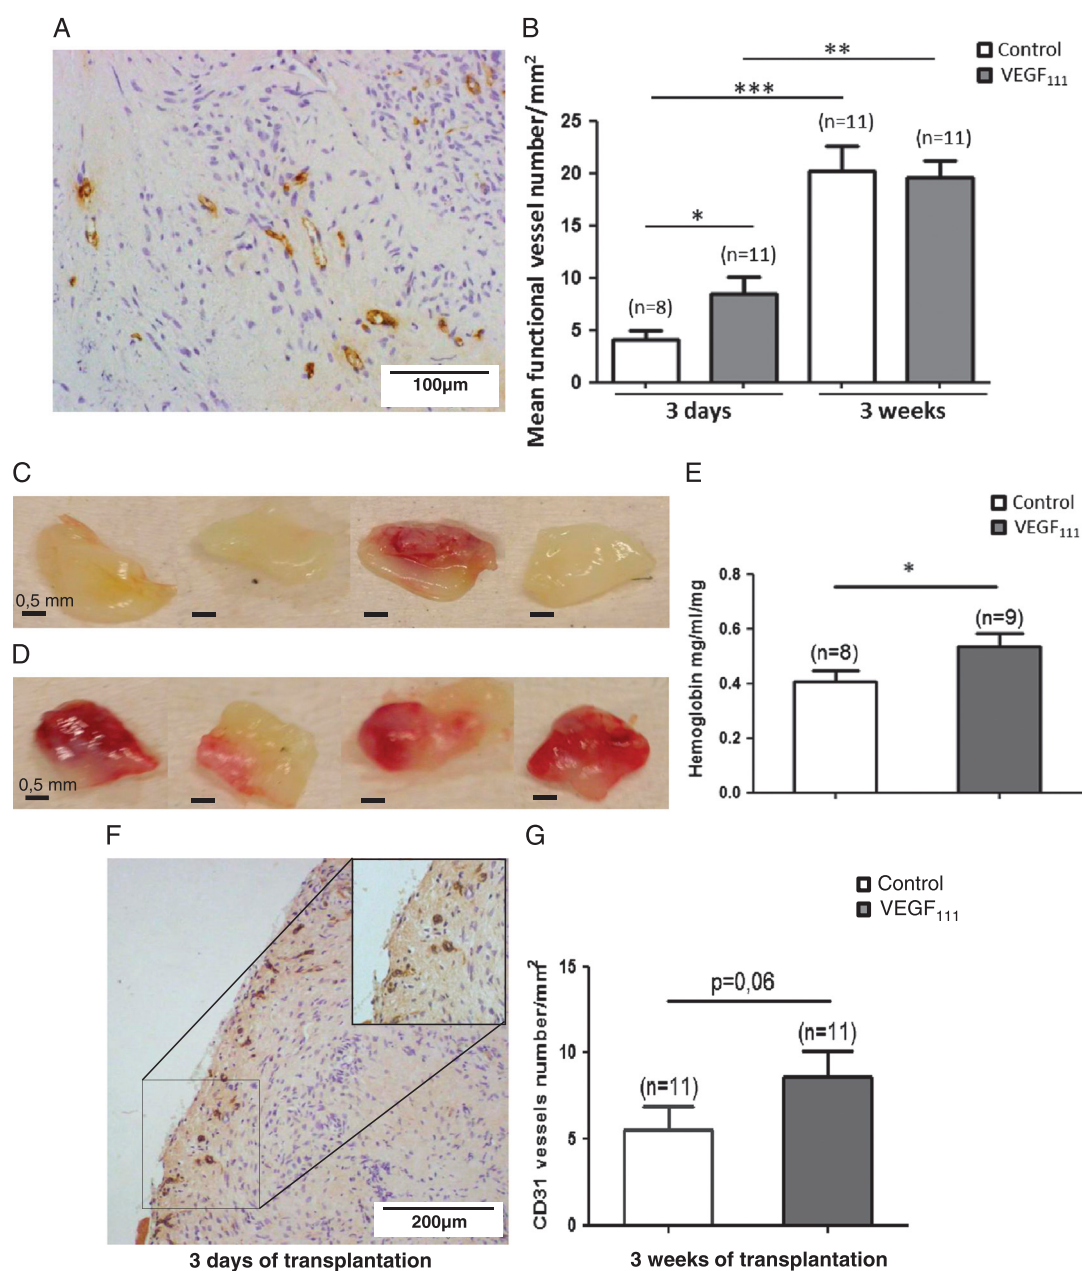 A
100µm
B
Control
VEGF111
Mean functional vessel number/mm2
25
20
15
10
5
0
**
***
*
(n=8)
(n=11)
(n=11)
(n=11)
3 days
3 weeks
C
0,5 mm
D
0,5 mm
E
Control
VEGF111
Hemoglobin mg/ml/mg
0.8
0.6
0.4
0.2
0.0
*
(n=8)
(n=9)
F
200µm
3 days of transplantation
G
Control
VEGF111
CD31 vessels number/mm2
15
10
5
0
p=0,06
(n=11)
(n=11)
3 weeks of transplantation